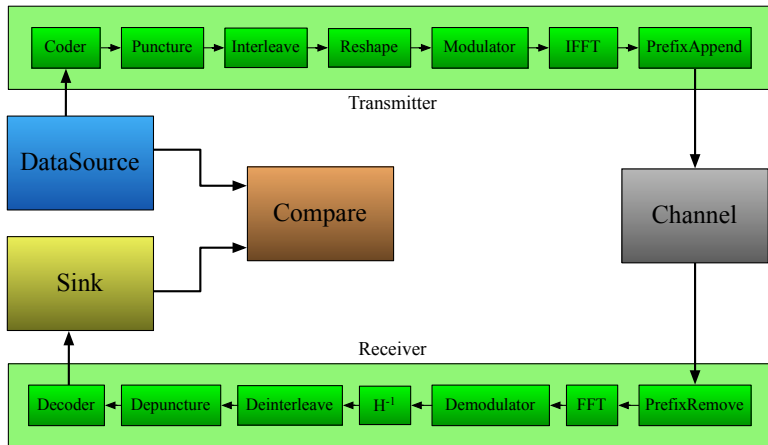 Coder
Puncture
Interleave
Reshape
Modulator
IFFT
PrefixAppend
Transmitter
DataSource
Compare
Channel
Sink
Receiver
Decoder
Depuncture
Deinterleave
H⁻¹
Demodulator
FFT
PrefixRemove